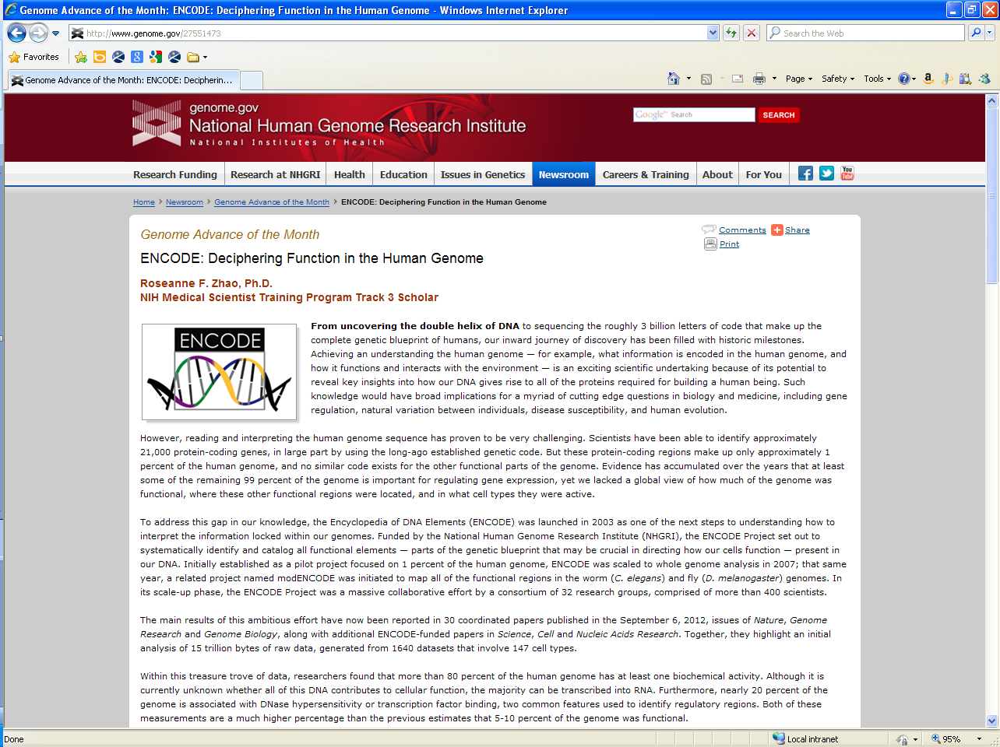 Genome Advance of the Month: ENCODE: Deciphering Function in the Human Genome - Windows Internet Explorer
http://www.genome.gov/27551473
Search the Web
Favorites
Genome Advance of the Month: ENCODE: Decipherin...
Page
Safety
Tools
genome.gov
National Human Genome Research Institute
National Institutes of Health
Google™ Search
SEARCH
Research Funding
Research at NHGRI
Health
Education
Issues in Genetics
Newsroom
Careers & Training
About
For You
You Tube
Home > Newsroom > Genome Advance of the Month > ENCODE: Deciphering Function in the Human Genome
Genome Advance of the Month
Comments
Share
Print
ENCODE: Deciphering Function in the Human Genome
Roseanne F. Zhao, Ph.D.
NIH Medical Scientist Training Program Track 3 Scholar
ENCODE
From uncovering the double helix of DNA to sequencing the roughly 3 billion letters of code that make up the
complete genetic blueprint of humans, our inward journey of discovery has been filled with historic milestones.
Achieving an understanding the human genome — for example, what information is encoded in the human genome, and
how it functions and interacts with the environment — is an exciting scientific undertaking because of its potential to
reveal key insights into how our DNA gives rise to all of the proteins required for building a human being. Such
knowledge would have broad implications for a myriad of cutting edge questions in biology and medicine, including gene
regulation, natural variation between individuals, disease susceptibility, and human evolution.
However, reading and interpreting the human genome sequence has proven to be very challenging. Scientists have been able to identify approximately
21,000 protein-coding genes, in large part by using the long-ago established genetic code. But these protein-coding regions make up only approximately 1
percent of the human genome, and no similar code exists for the other functional parts of the genome. Evidence has accumulated over the years that at least
some of the remaining 99 percent of the genome is important for regulating gene expression, yet we lacked a global view of how much of the genome was
functional, where these other functional regions were located, and in what cell types they were active.
To address this gap in our knowledge, the Encyclopedia of DNA Elements (ENCODE) was launched in 2003 as one of the next steps to understanding how to
interpret the information locked within our genomes. Funded by the National Human Genome Research Institute (NHGRI), the ENCODE Project set out to
systematically identify and catalog all functional elements — parts of the genetic blueprint that may be crucial in directing how our cells function — present in
our DNA. Initially established as a pilot project focused on 1 percent of the human genome, ENCODE was scaled to whole genome analysis in 2007; that same
year, a related project named modENCODE was initiated to map all of the functional regions in the worm (C. elegans) and fly (D. melanogaster) genomes. In
its scale-up phase, the ENCODE Project was a massive collaborative effort by a consortium of 32 research groups, comprised of more than 400 scientists.
The main results of this ambitious effort have now been reported in 30 coordinated papers published in the September 6, 2012, issues of Nature, Genome
Research and Genome Biology, along with additional ENCODE-funded papers in Science, Cell and Nucleic Acids Research. Together, they highlight an initial
analysis of 15 trillion bytes of raw data, generated from 1640 datasets that involve 147 cell types.
Within this treasure trove of data, researchers found that more than 80 percent of the human genome has at least one biochemical activity. Although it is
currently unknown whether all of this DNA contributes to cellular function, the majority can be transcribed into RNA. Furthermore, nearly 20 percent of the
genome is associated with DNase hypersensitivity or transcription factor binding, two common features used to identify regulatory regions. Both of these
measurements are a much higher percentage than the previous estimates that 5-10 percent of the genome was functional.
Done
Local intranet
95%